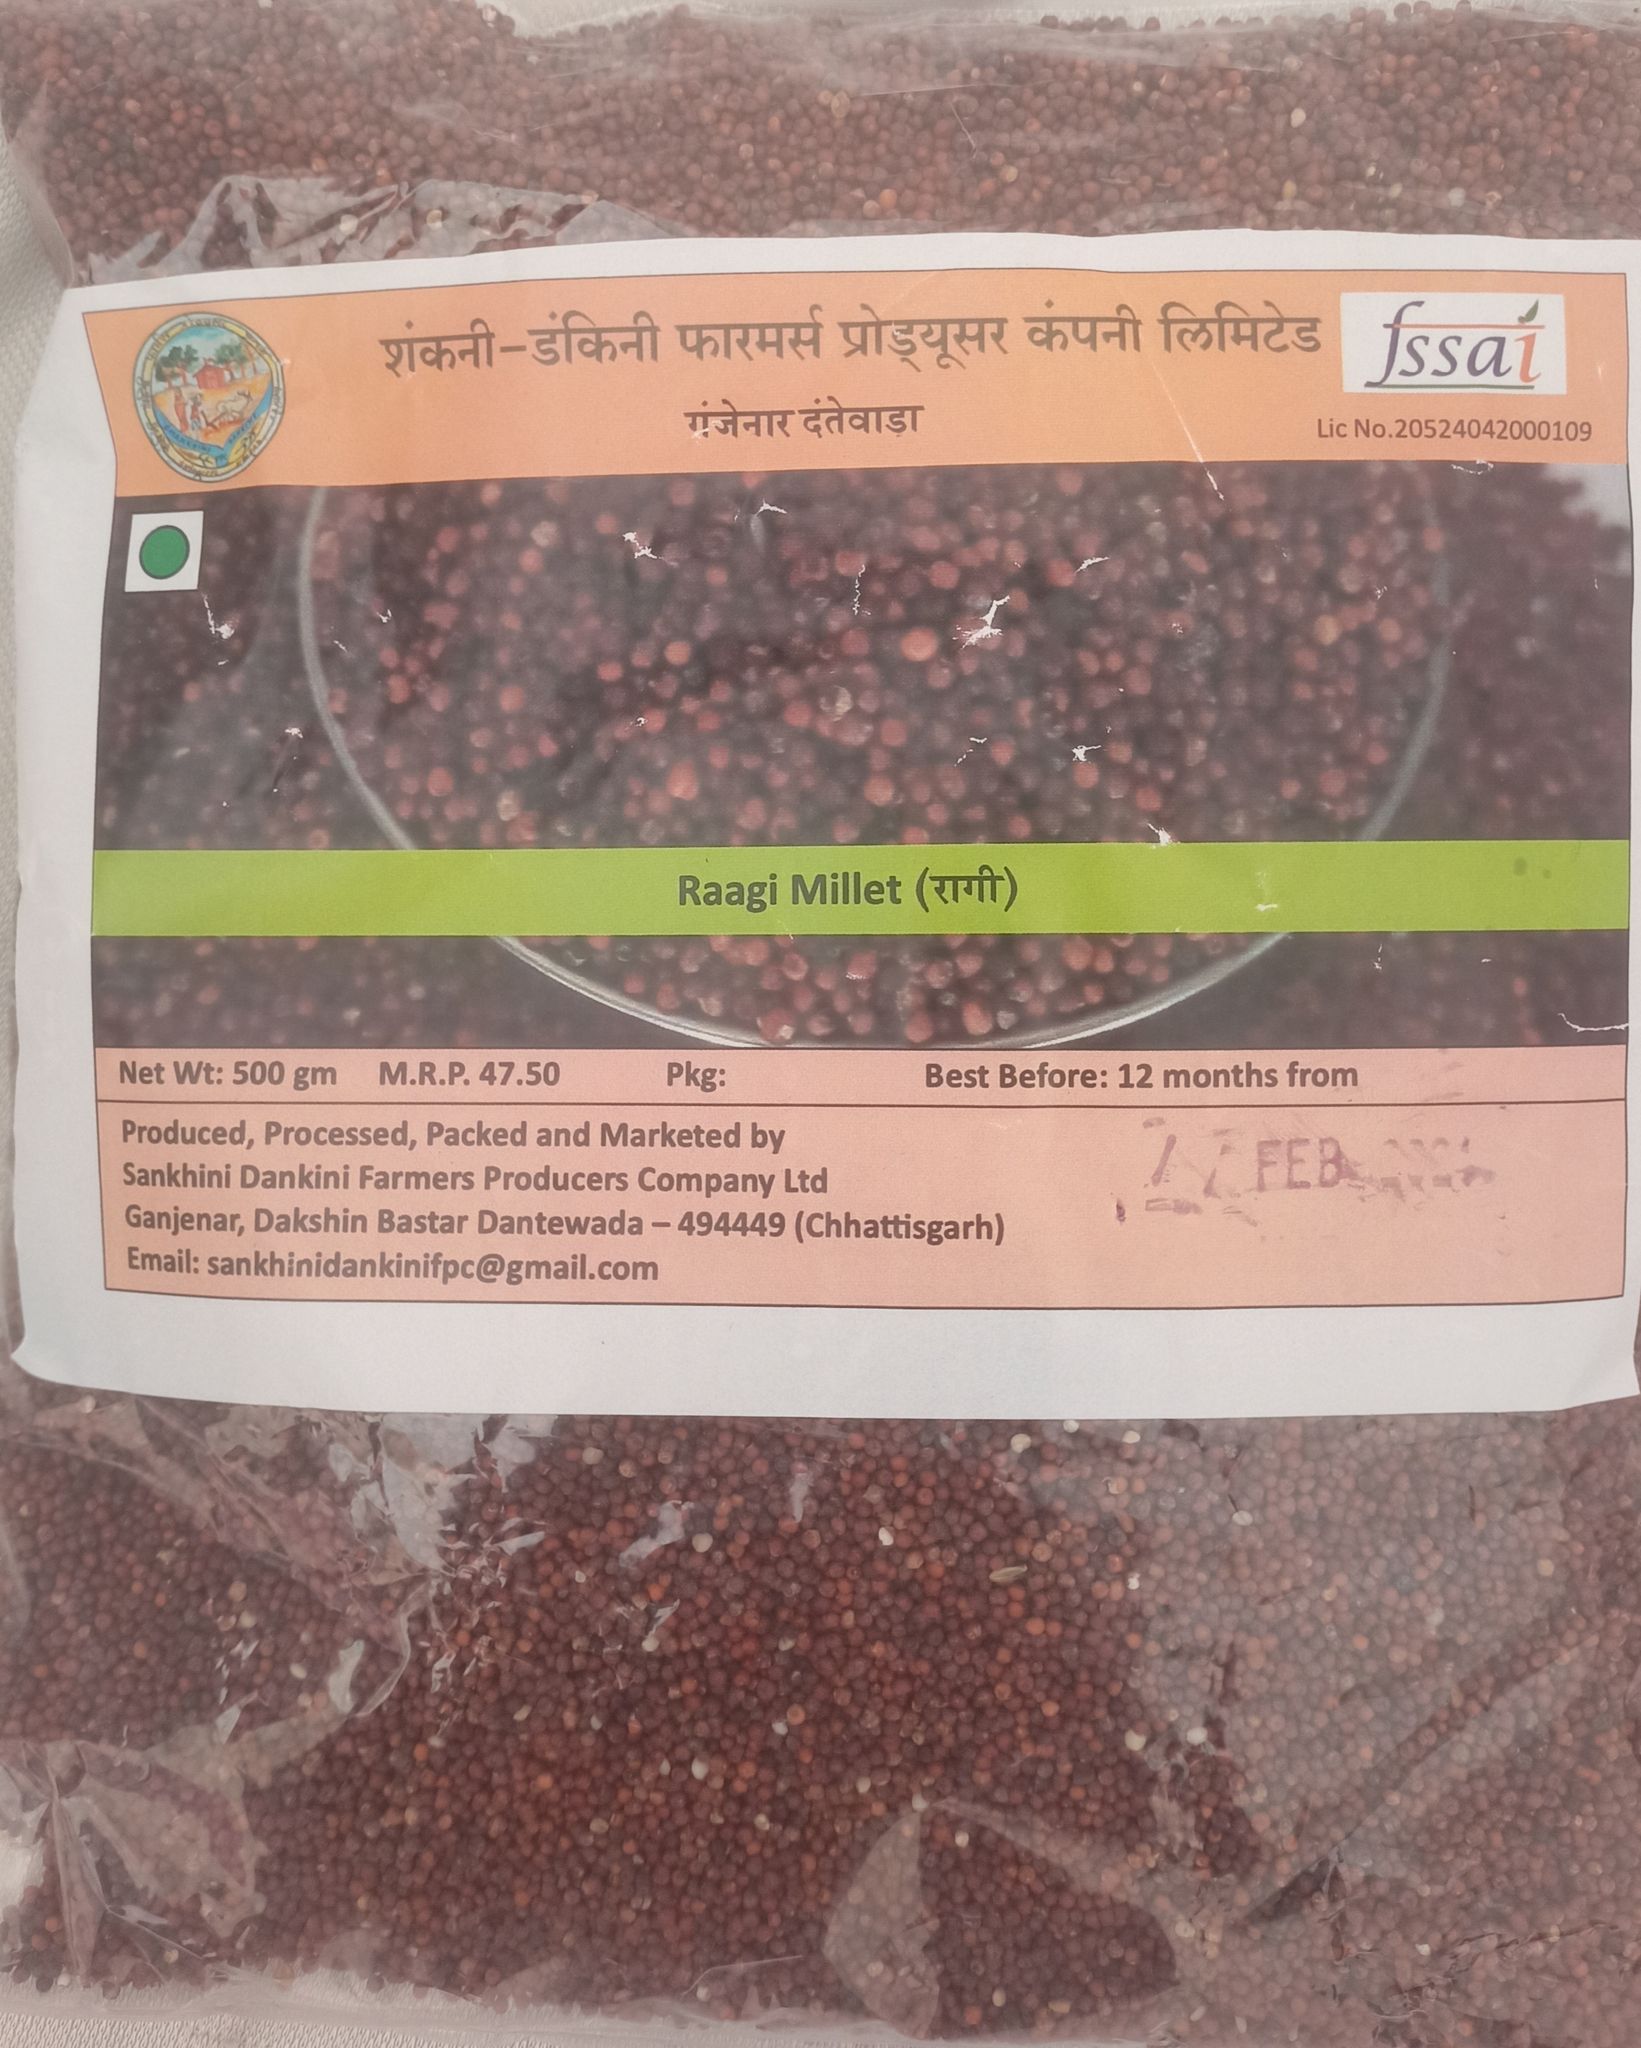 शंकनी-डंकिनी फारमर्स प्रोड्यूसर कंपनी लिमिटेड
fssai
गंजेनार दंतेवाड़ा
Lic No.20524042000109
Raagi Millet (रागी)
Net Wt: 500 gm M.R.P. 47.50 Pkg: Best Before: 12 months from
Produced, Processed, Packed and Marketed by
FEB
Sankhini Dankini Farmers Producers Company Ltd
Ganjenar, Dakshin Bastar Dantewada – 494449 (Chhattisgarh)
Email: sankhinidankinifpc@gmail.com